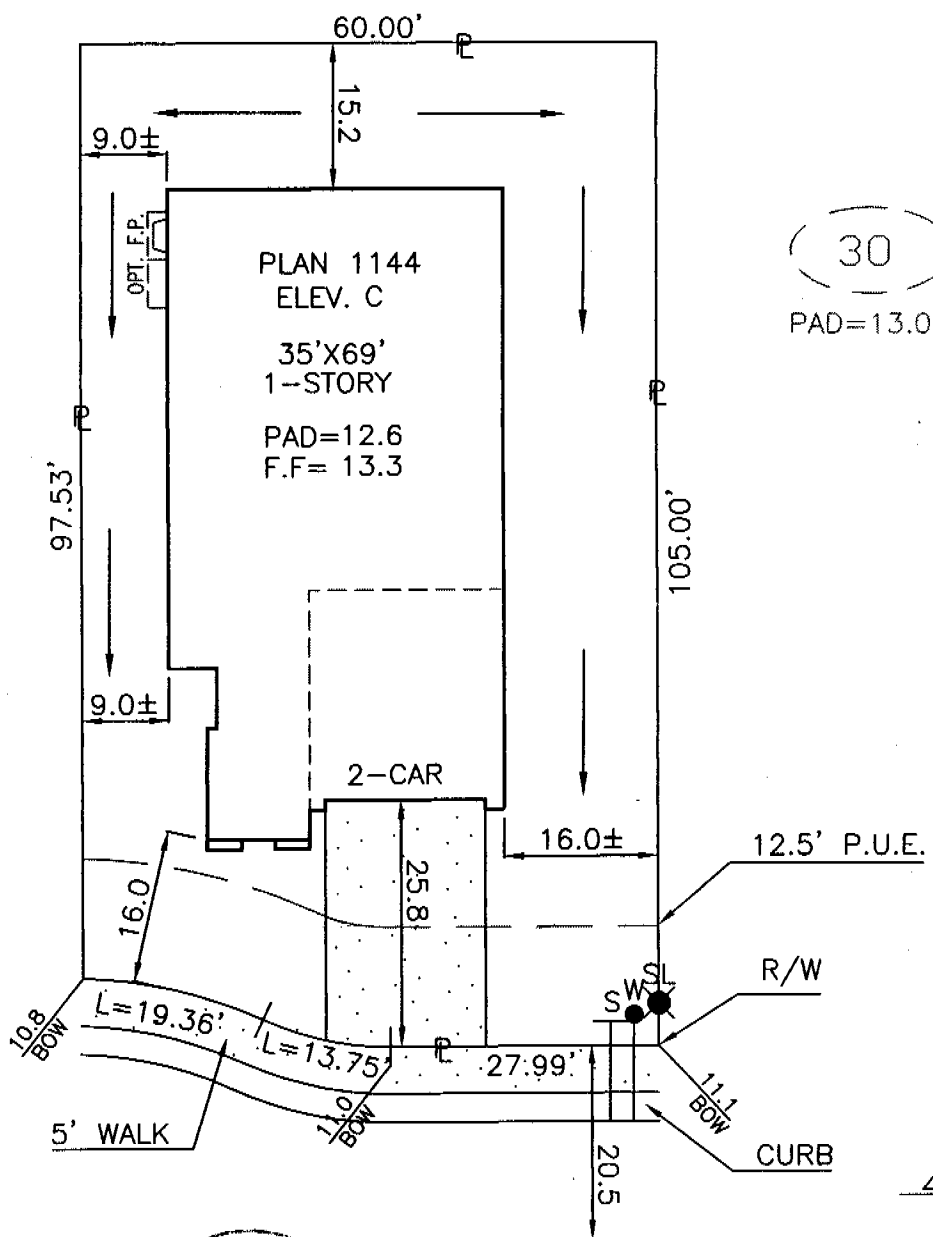 60.00'
PL
15.2
9.0±
OPT. F.P.
PLAN 1144
ELEV. C
35'X69'
1-STORY
PAD=12.6
F.F= 13.3
30
PAD=13.0
PL
PL
97.53'
105.00'
9.0±
2-CAR
16.0±
12.5' P.U.E.
16.0
25.8
SL
W
S
R/W
L=19.36'
L=13.75'
PL
27.99'
10.8
BOW
11.0
BOW
11.1
BOW
5' WALK
20.5
CURB